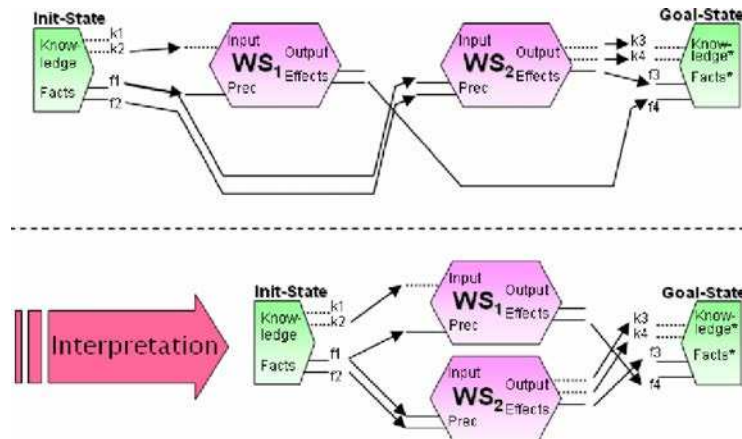 Init-State
Goal-State
Know-
ledge
k1
k2
Facts
f1
f2
Input
Output
WS1
Effects
Prec
Input
Output
WS2
Effects
Prec
k3
k4
f3
f4
Know-
ledge*
Facts*
Interpretation
Init-State
Know-
ledge
k1
k2
Facts
f1
f2
Input
Output
WS1
Prec
Effects
Input
Output
WS2
Effects
Prec
Goal-State
k3
k4
f3
f4
Know-
ledge*
Facts*